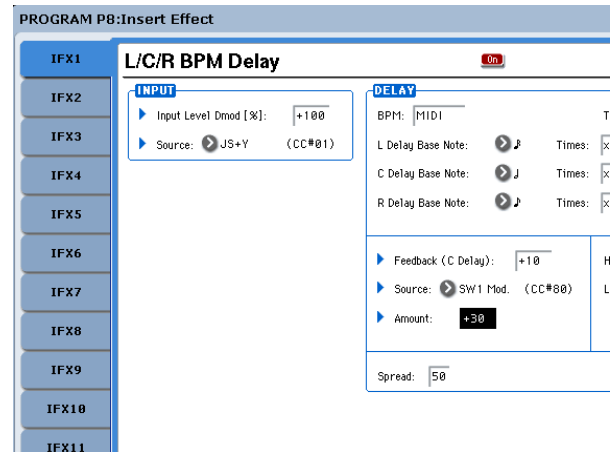 PROGRAM P8:Insert Effect
IFX1
IFX2
IFX3
IFX4
IFX5
IFX6
IFX7
IFX8
IFX9
IFX10
IFX11
L/C/R BPM Delay
On
INPUT
Input Level Dmod [%]: +100
Source: JS+Y (CC#01)
DELAY
BPM: MIDI T
L Delay Base Note: Times: x
C Delay Base Note: Times: x
R Delay Base Note: Times: x
Feedback (C Delay): +10 H
Source: SW1 Mod. (CC#80) L
Amount: +30
Spread: 50